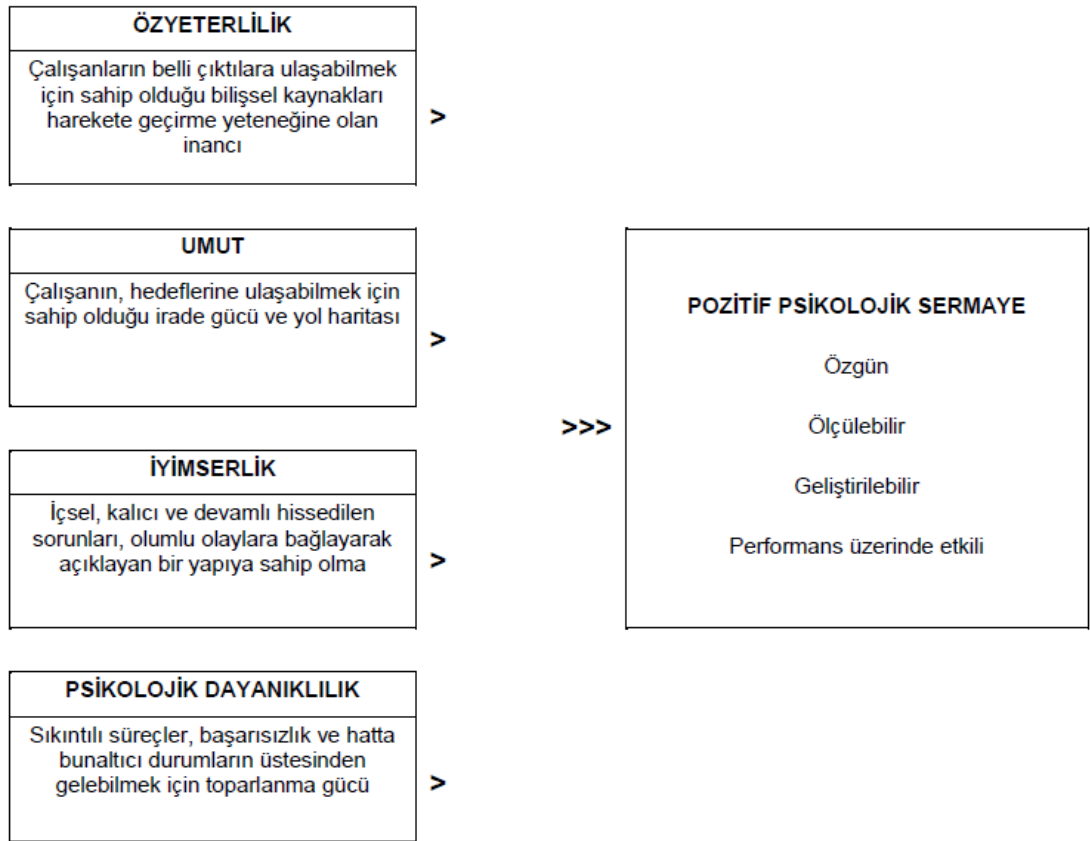 ÖZYETERLİLİK
Çalışanların belli çıktılara ulaşabilmek
için sahip olduğu bilişsel kaynakları
harekete geçirme yeteneğine olan
inancı
>
UMUT
Çalışanın, hedeflerine ulaşabilmek için
sahip olduğu irade gücü ve yol haritası
>
İYİMSERLİK
İçsel, kalıcı ve devamlı hissedilen
sorunları, olumlu olaylara bağlayarak
açıklayan bir yapıya sahip olma
>
PSİKOLOJİK DAYANIKLILIK
Sıkıntılı süreçler, başarısızlık ve hatta
bunaltıcı durumların üstesinden
gelebilmek için toparlanma gücü
>
>>>
POZİTİF PSİKOLOJİK SERMAYE
Özgün
Ölçülebilir
Geliştirilebilir
Performans üzerinde etkili